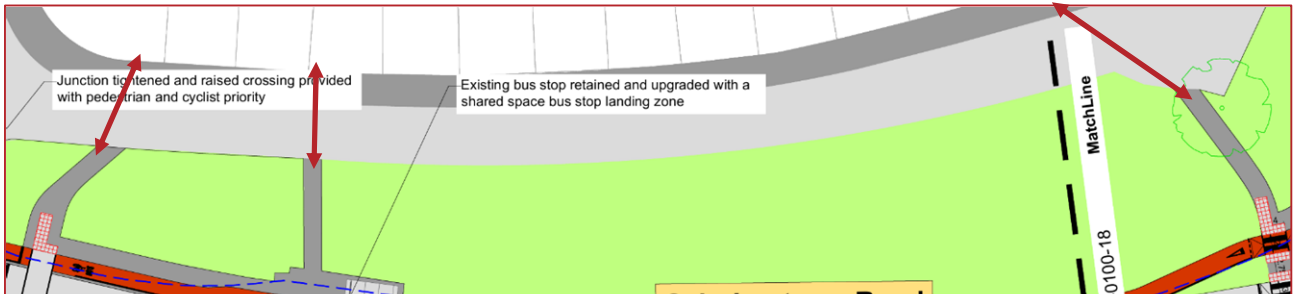 Junction tightened and raised crossing provided
with pedestrian and cyclist priority
Existing bus stop retained and upgraded with a
shared space bus stop landing zone
MatchLine
0100-18